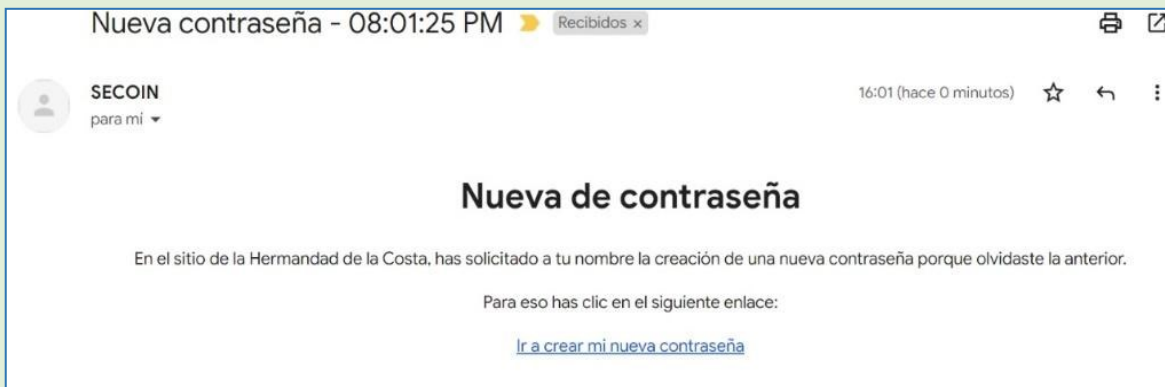 Nueva contraseña - 08:01:25 PM Recibidos ×
SECOIN 16:01 (hace 0 minutos)
para mí
Nueva de contraseña
En el sitio de la Hermandad de la Costa, has solicitado a tu nombre la creación de una nueva contraseña porque olvidaste la anterior.
Para eso has clic en el siguiente enlace:
Ir a crear mi nueva contraseña